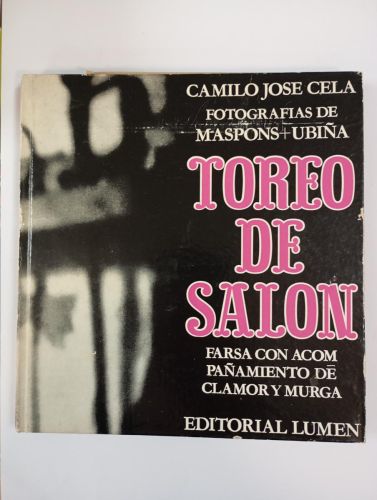 CAMILO JOSE CELA
FOTOGRAFIAS DE
MASPONS+UBIÑA
TOREO
DE
SALON
FARSA CON ACOM
PAÑAMIENTO DE
CLAMOR Y MURGA
EDITORIAL LUMEN